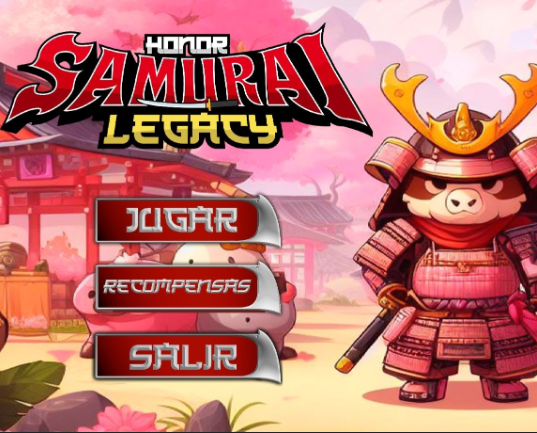 HONOR
SAMURAI
LEGACY
JUGAR
RECOMPENSAS
SALIR